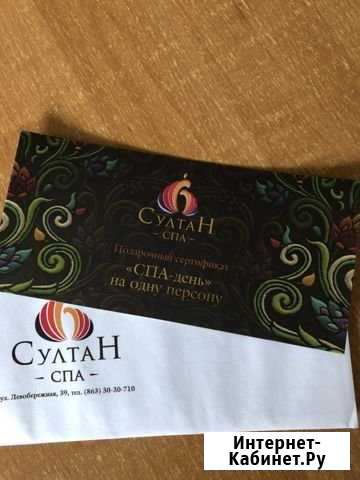 СултаН
- СПА -
Подарочный сертификат
«СПА-день»
на одну персону
СултаН
- СПА -
ул. Левобережная, 39, тел. (863) 30-30-710
Интернет-
Кабинет.Ру